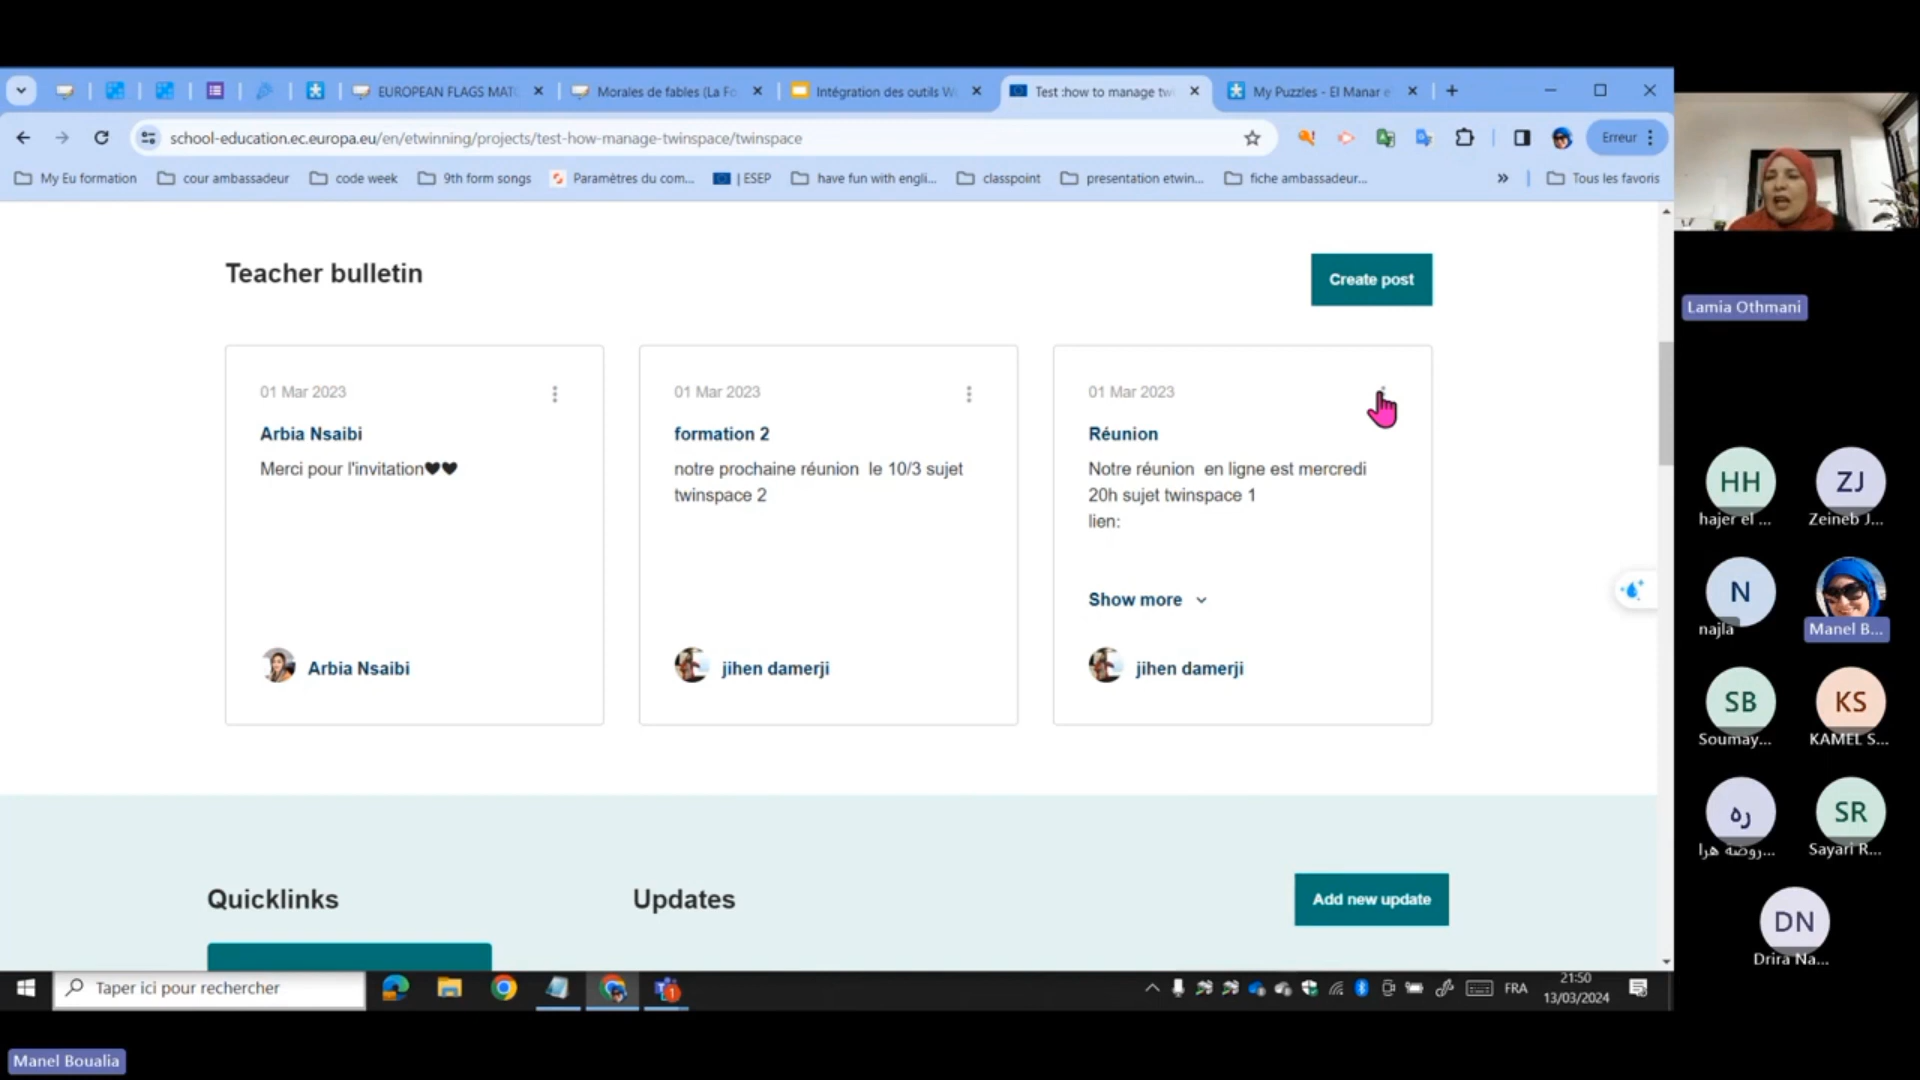 EUROPEAN FLAGS MAT
Morales de fables (La Fo
Intégration des outils W
Test :how to manage tw
My Puzzles - El Manar e
school-education.ec.europa.eu/en/etwinning/projects/test-how-manage-twinspace/twinspace
Erreur
My Eu formation
cour ambassadeur
code week
9th form songs
Paramètres du com...
| ESEP
have fun with engli...
classpoint
presentation etwin...
fiche ambassadeur...
»
Tous les favoris
Teacher bulletin
Create post
01 Mar 2023
Arbia Nsaibi
Merci pour l'invitation🖤🖤
Arbia Nsaibi
01 Mar 2023
formation 2
notre prochaine réunion le 10/3 sujet
twinspace 2
jihen damerji
01 Mar 2023
Réunion
Notre réunion en ligne est mercredi
20h sujet twinspace 1
lien:
Show more
jihen damerji
Quicklinks
Updates
Add new update
Taper ici pour rechercher
1
FRA
21:50
13/03/2024
Lamia Othmani
HH
hajer el ...
ZJ
Zeineb J...
N
najla
Manel B...
SB
Soumay...
KS
KAMEL S...
ره
روضه هرا...
SR
Sayari R...
DN
Drira Na...
Manel Boualia